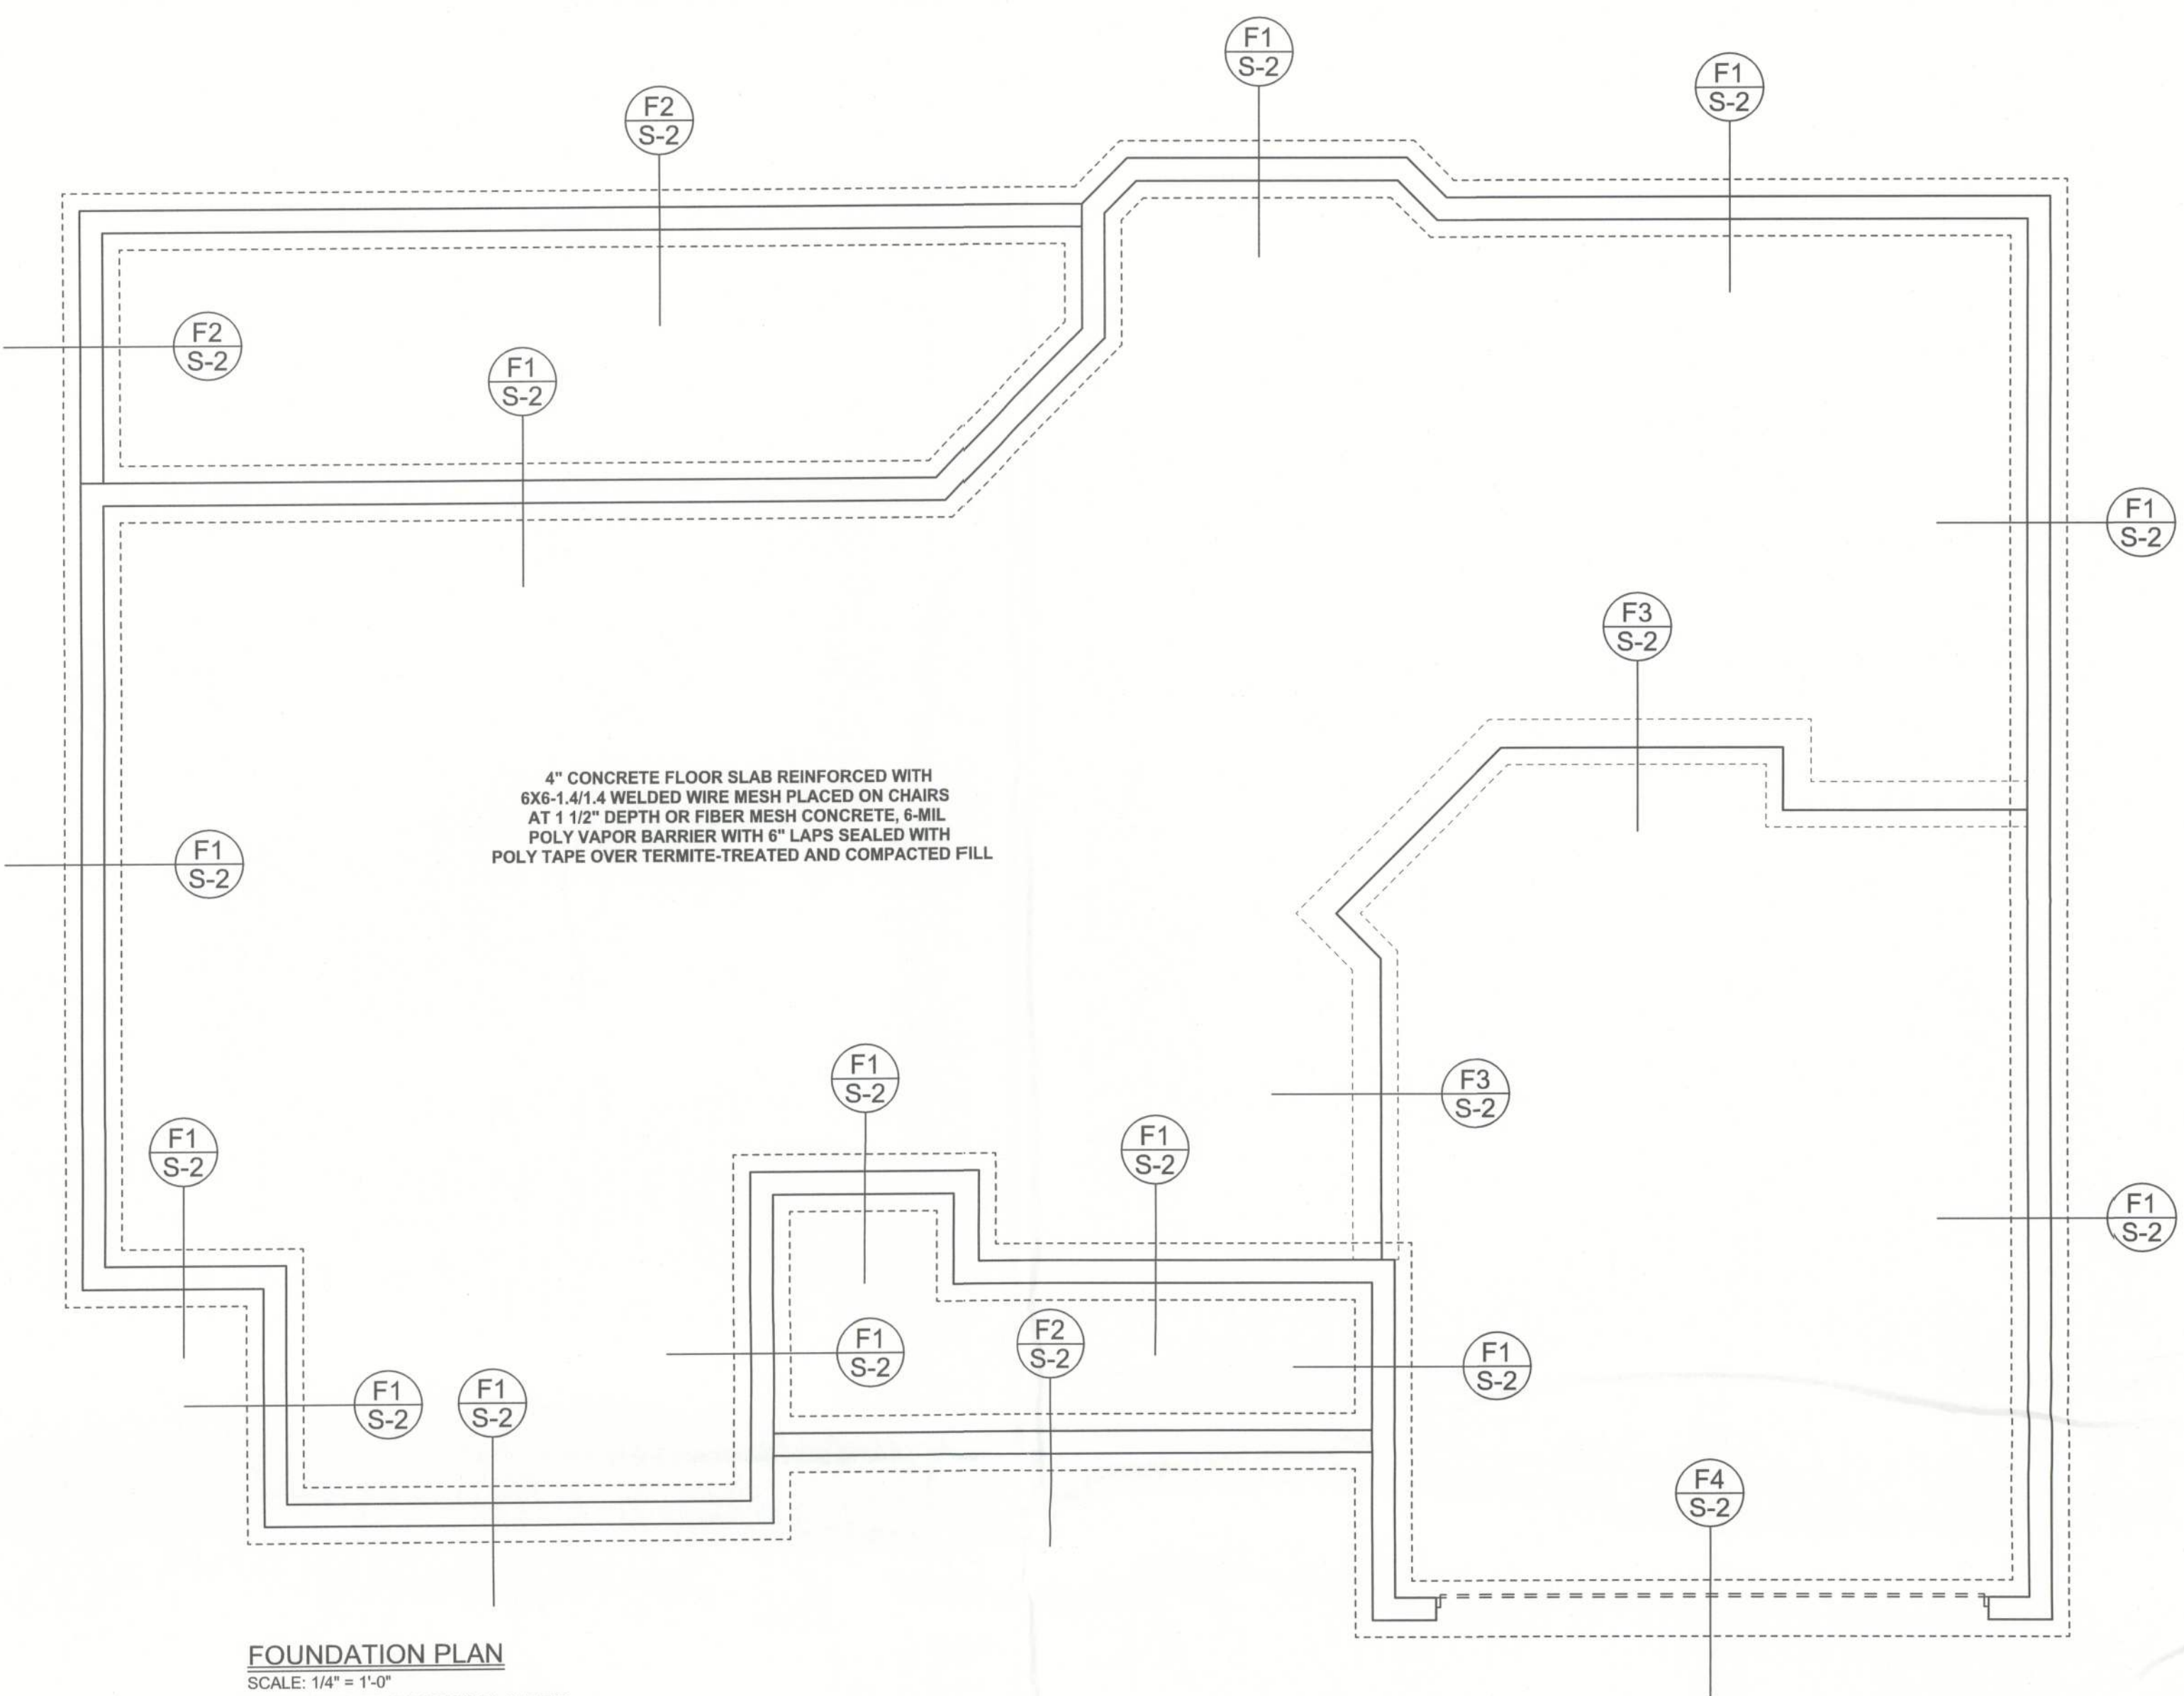 F1
S-2
F1
S-2
F2
S-2
F2
S-2
F1
S-2
F1
S-2
F3
S-2
4" CONCRETE FLOOR SLAB REINFORCED WITH
6X6-1.4/1.4 WELDED WIRE MESH PLACED ON CHAIRS
AT 1 1/2" DEPTH OR FIBER MESH CONCRETE, 6-MIL
POLY VAPOR BARRIER WITH 6" LAPS SEALED WITH
POLY TAPE OVER TERMITE-TREATED AND COMPACTED FILL
F1
S-2
F1
S-2
F3
S-2
F1
S-2
F1
S-2
F1
S-2
F2
S-2
F1
S-2
F1
S-2
F1
S-2
F1
S-2
F4
S-2
FOUNDATION PLAN
SCALE: 1/4" = 1'-0"